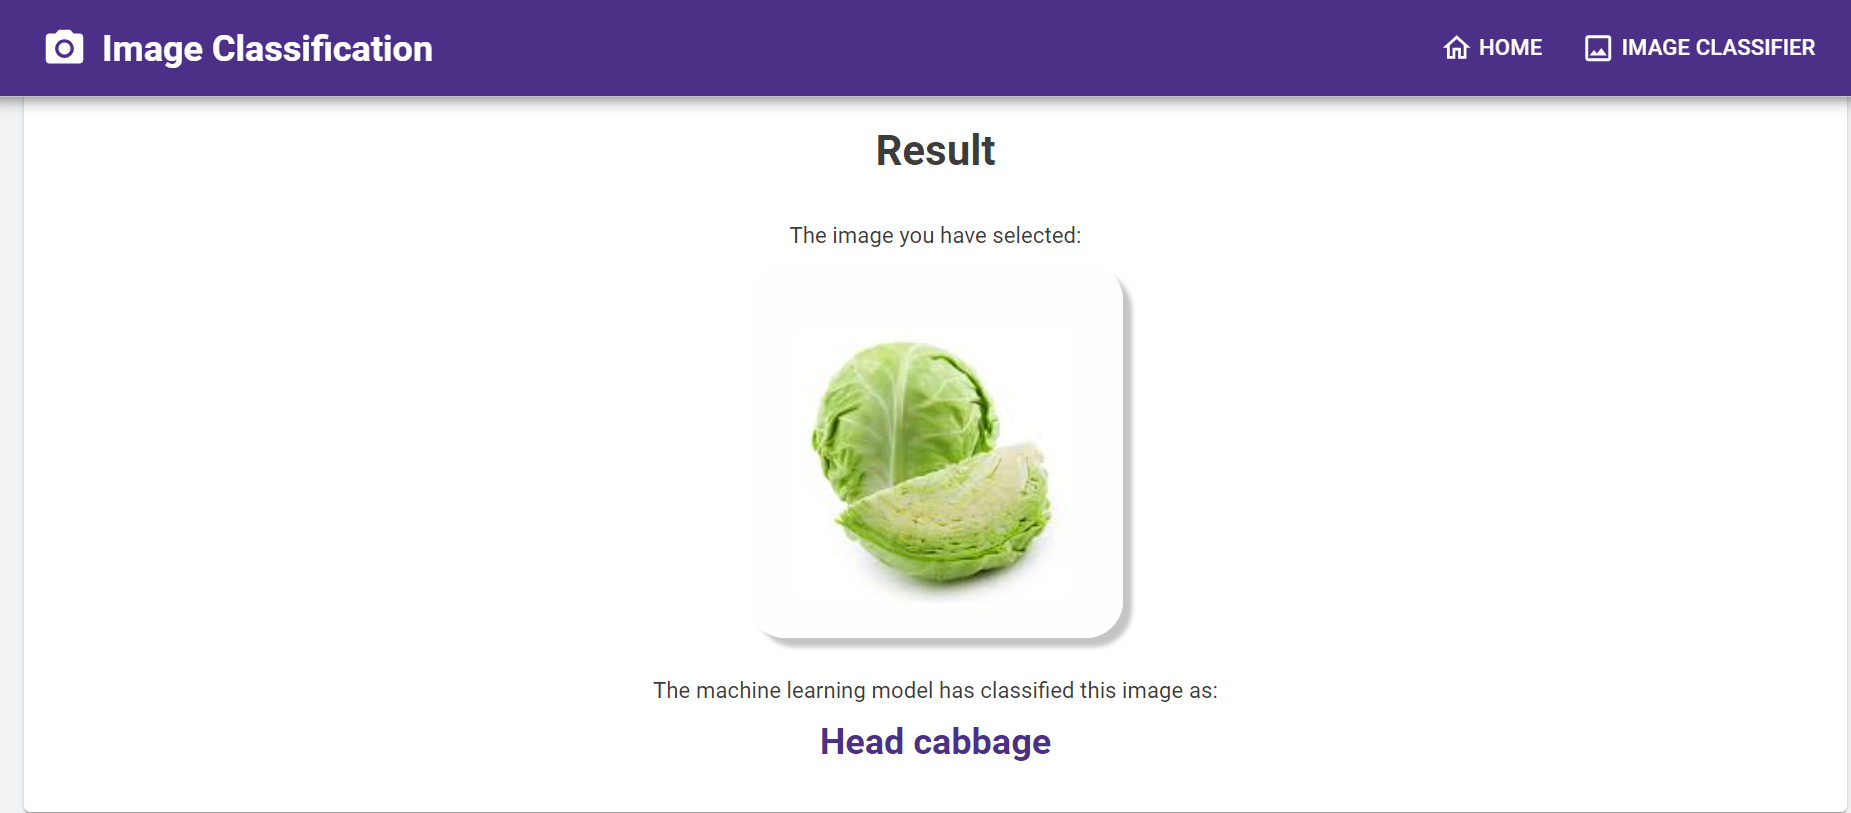 Image Classification
HOME
IMAGE CLASSIFIER
Result
The image you have selected:
The machine learning model has classified this image as:
Head cabbage